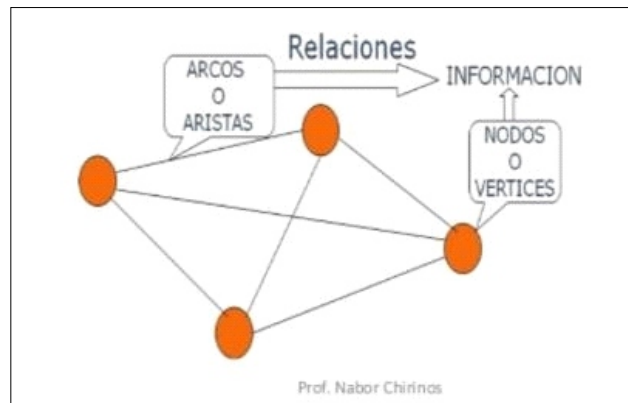 Relaciones
ARCOS
O
ARISTAS
INFORMACION
NODOS
O
VERTICES
Prof. Nabor Chirinos